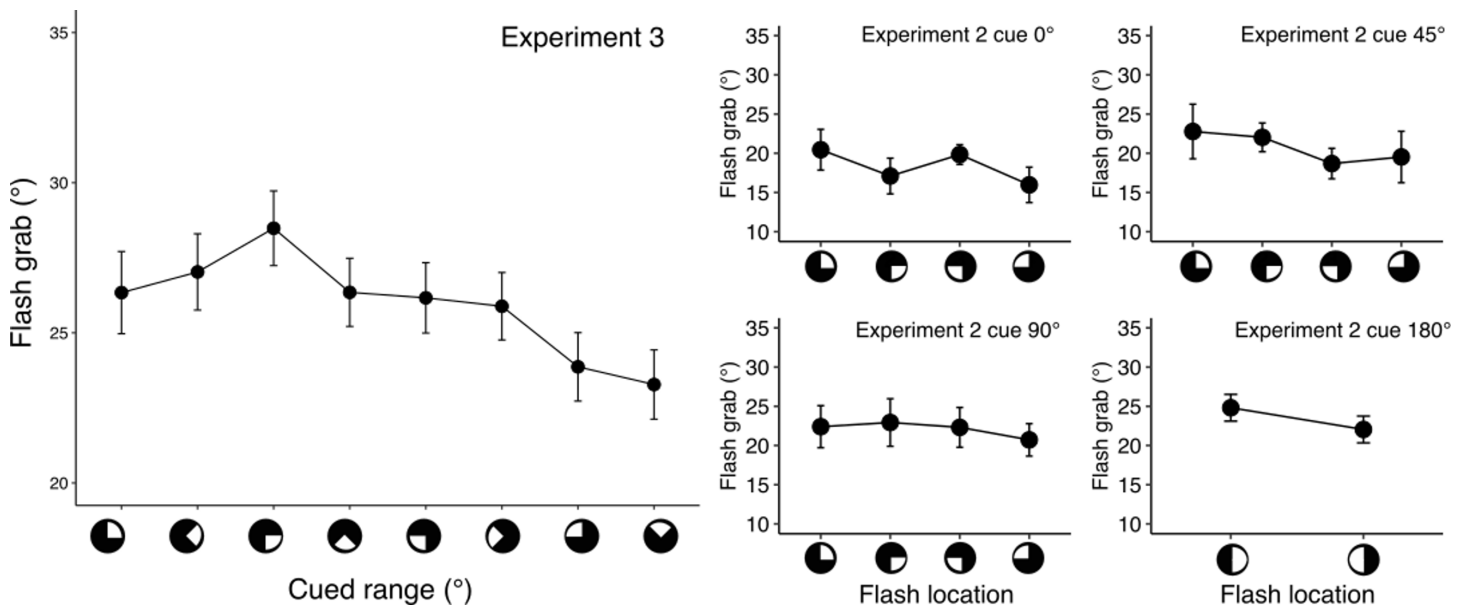 Experiment 3
Flash grab (°)
35
30
25
20
Cued range (°)
Experiment 2 cue 0°
Flash grab (°)
35
30
25
20
15
10
Experiment 2 cue 45°
Flash grab (°)
35
30
25
20
15
10
Experiment 2 cue 90°
Flash grab (°)
35
30
25
20
15
10
Flash location
Experiment 2 cue 180°
Flash grab (°)
35
30
25
20
15
10
Flash location